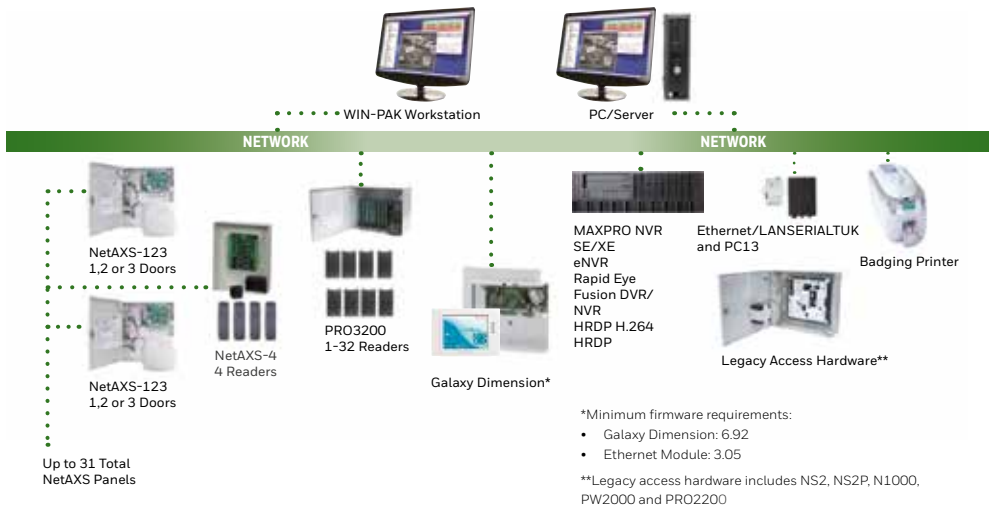 WIN-PAK Workstation
PC/Server
NETWORK
NETWORK
NetAXS-123
1,2 or 3 Doors
NetAXS-123
1,2 or 3 Doors
Up to 31 Total
NetAXS Panels
NetAXS-4
4 Readers
PRO3200
1-32 Readers
Galaxy Dimension*
MAXPRO NVR
SE/XE
eNVR
Rapid Eye
Fusion DVR/
NVR
HRDP H.264
HRDP
Ethernet/LANSERIALTUK
and PC13
Badging Printer
Legacy Access Hardware**
*Minimum firmware requirements:
• Galaxy Dimension: 6.92
• Ethernet Module: 3.05
**Legacy access hardware includes NS2, NS2P, N1000,
PW2000 and PRO2200